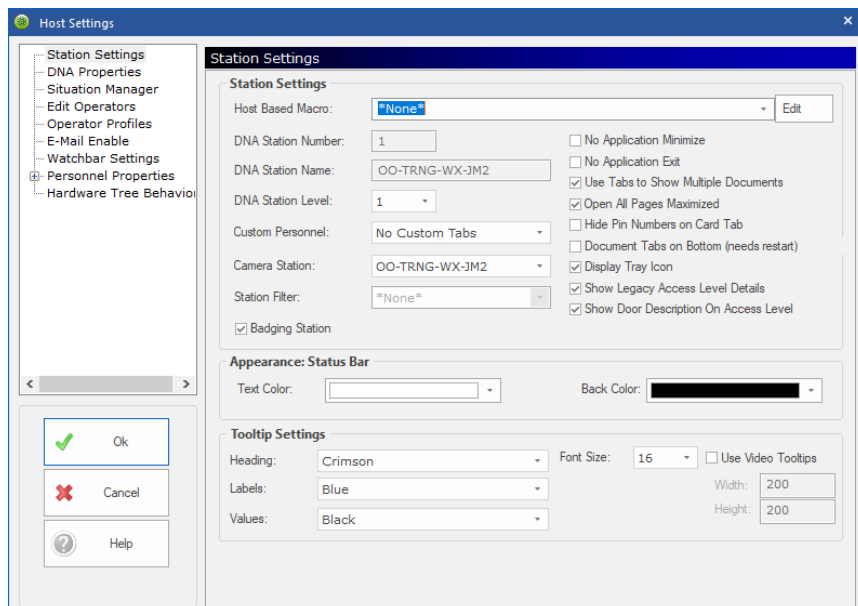 Host Settings
Station Settings
DNA Properties
Situation Manager
Edit Operators
Operator Profiles
E-Mail Enable
Watchbar Settings
Personnel Properties
Hardware Tree Behavior
Ok
Cancel
Help
Station Settings
Station Settings
Host Based Macro: *None* Edit
DNA Station Number: 1
DNA Station Name: OO-TRNG-WX-JM2
DNA Station Level: 1
Custom Personnel: No Custom Tabs
Camera Station: OO-TRNG-WX-JM2
Station Filter: *None*
Badging Station
No Application Minimize
No Application Exit
Use Tabs to Show Multiple Documents
Open All Pages Maximized
Hide Pin Numbers on Card Tab
Document Tabs on Bottom (needs restart)
Display Tray Icon
Show Legacy Access Level Details
Show Door Description On Access Level
Appearance: Status Bar
Text Color: Back Color:
Tooltip Settings
Heading: Crimson
Labels: Blue
Values: Black
Font Size: 16 Use Video Tooltips
Width: 200
Height: 200